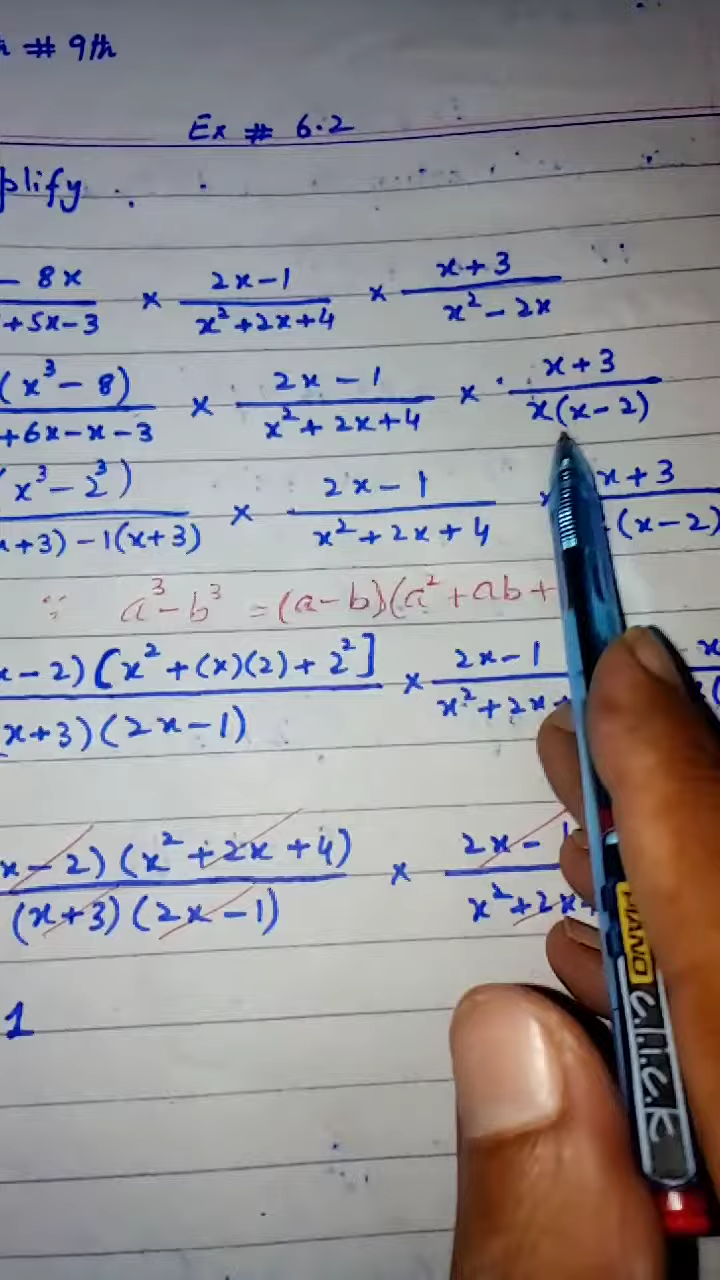 # 9th
Ex # 6.2
plify :
- 8x / +5x-3 × 2x-1 / x²+2x+4 × x+3 / x²-2x ∵
(x³-8) / +6x-x-3 × 2x-1 / x²+2x+4 × x+3 / x(x-2)
x³-2³) / x+3)-1(x+3) × 2x-1 / x²+2x+4 × x+3 / (x-2)
∵ a³-b³ = (a-b)(a²+ab+
x-2)[x²+(x)(2)+2²] / x+3)(2x-1) × 2x-1 / x²+2x+ x
x-2)(x²+2x+4) / (x+3)(2x-1) × 2x-1 / x²+2x+
1
PIANO
C.l.i.c.k